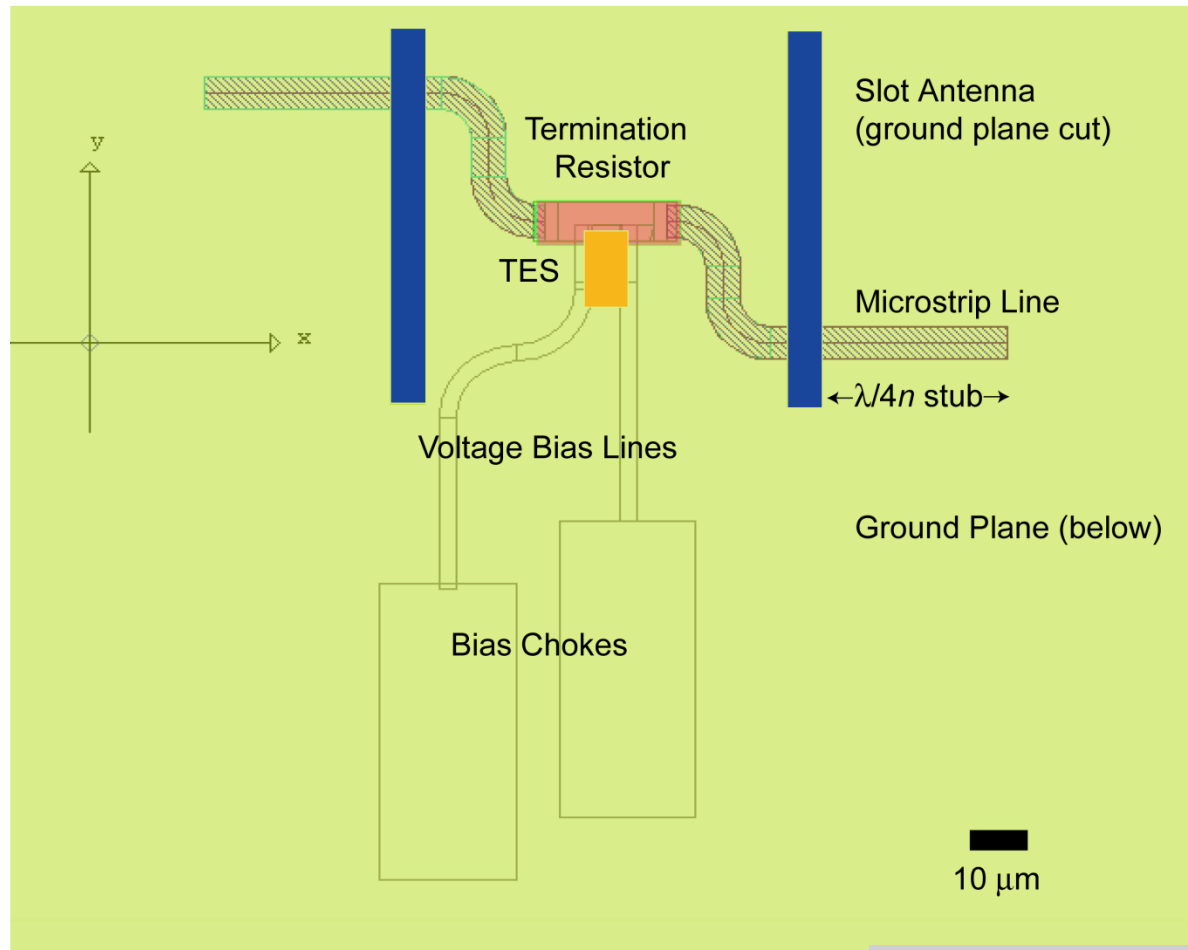 Slot Antenna
(ground plane cut)
Termination
Resistor
y
TES
Microstrip Line
x
←λ/4n stub→
Voltage Bias Lines
Ground Plane (below)
Bias Chokes
10 μm